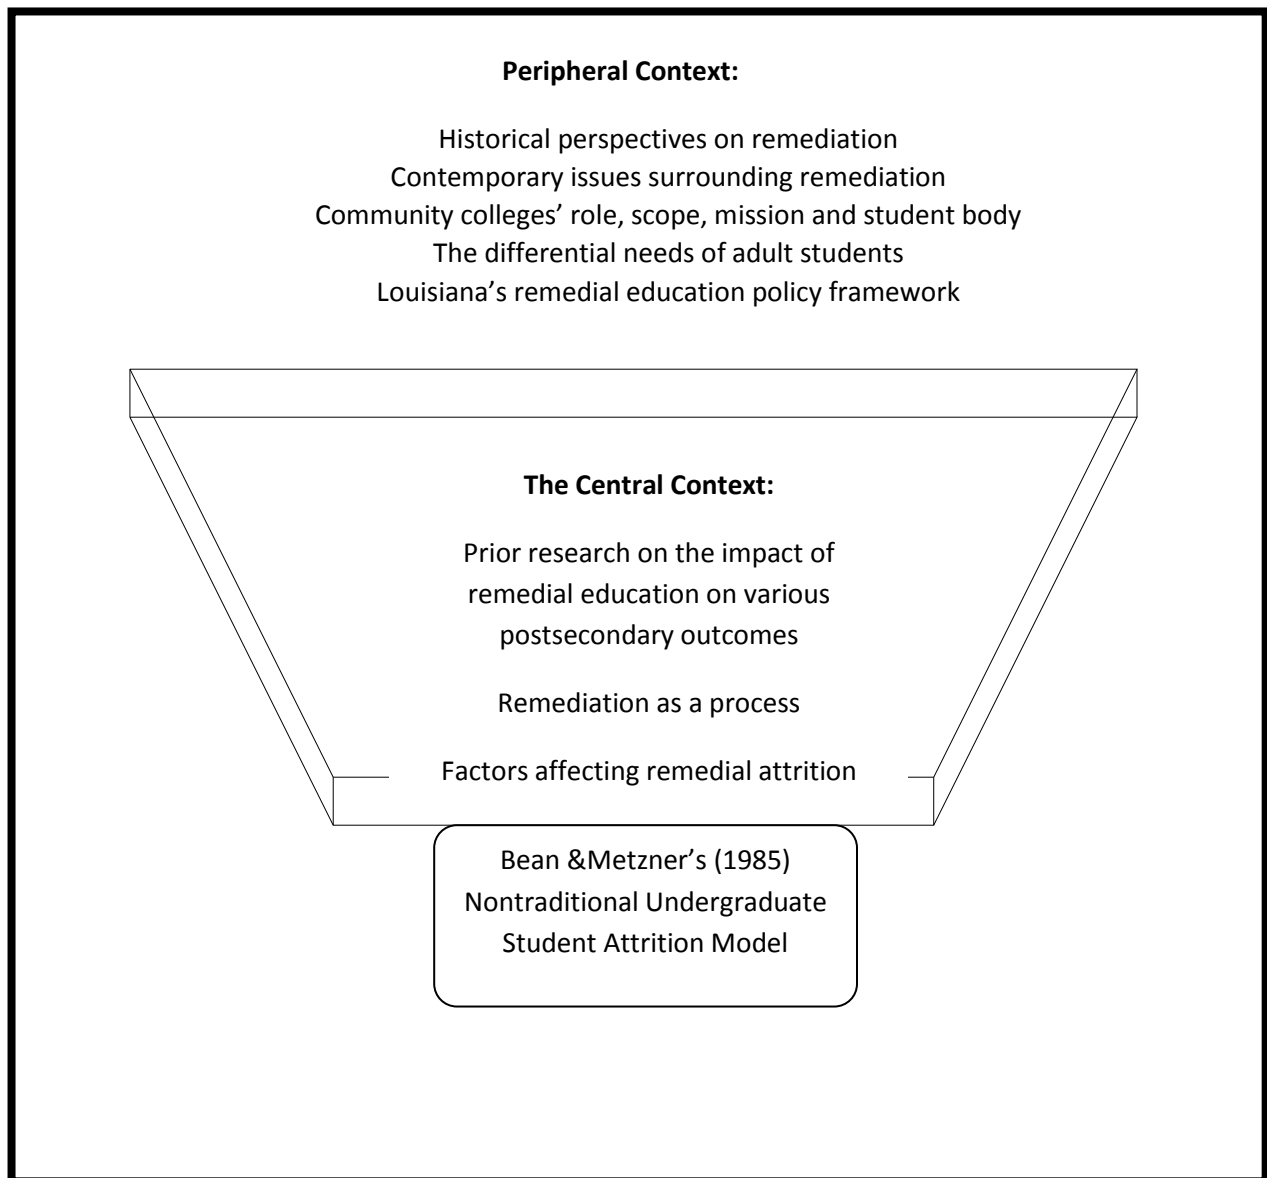 Peripheral Context:
Historical perspectives on remediation
Contemporary issues surrounding remediation
Community colleges’ role, scope, mission and student body
The differential needs of adult students
Louisiana’s remedial education policy framework
The Central Context:
Prior research on the impact of
remedial education on various
postsecondary outcomes
Remediation as a process
Factors affecting remedial attrition
Bean &Metzner’s (1985)
Nontraditional Undergraduate
Student Attrition Model